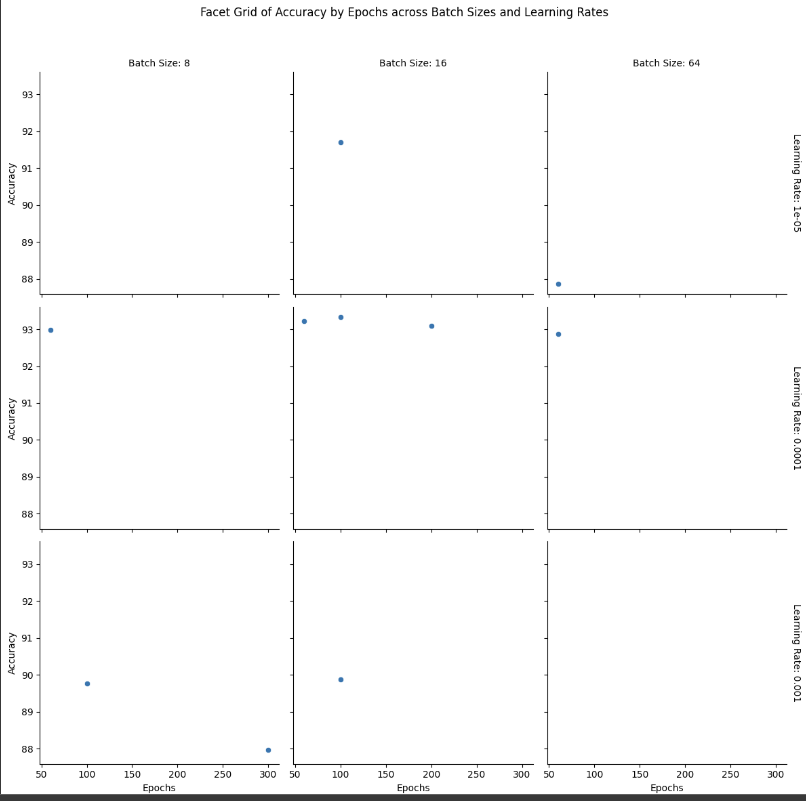 Facet Grid of Accuracy by Epochs across Batch Sizes and Learning Rates
Batch Size: 8
Batch Size: 16
Batch Size: 64
93
92
91
90
89
88
Accuracy
Learning Rate: 1e-05
93
92
91
90
89
88
Accuracy
Learning Rate: 0.0001
93
92
91
90
89
88
Accuracy
Learning Rate: 0.001
50 100 150 200 250 300
50 100 150 200 250 300
50 100 150 200 250 300
Epochs
Epochs
Epochs